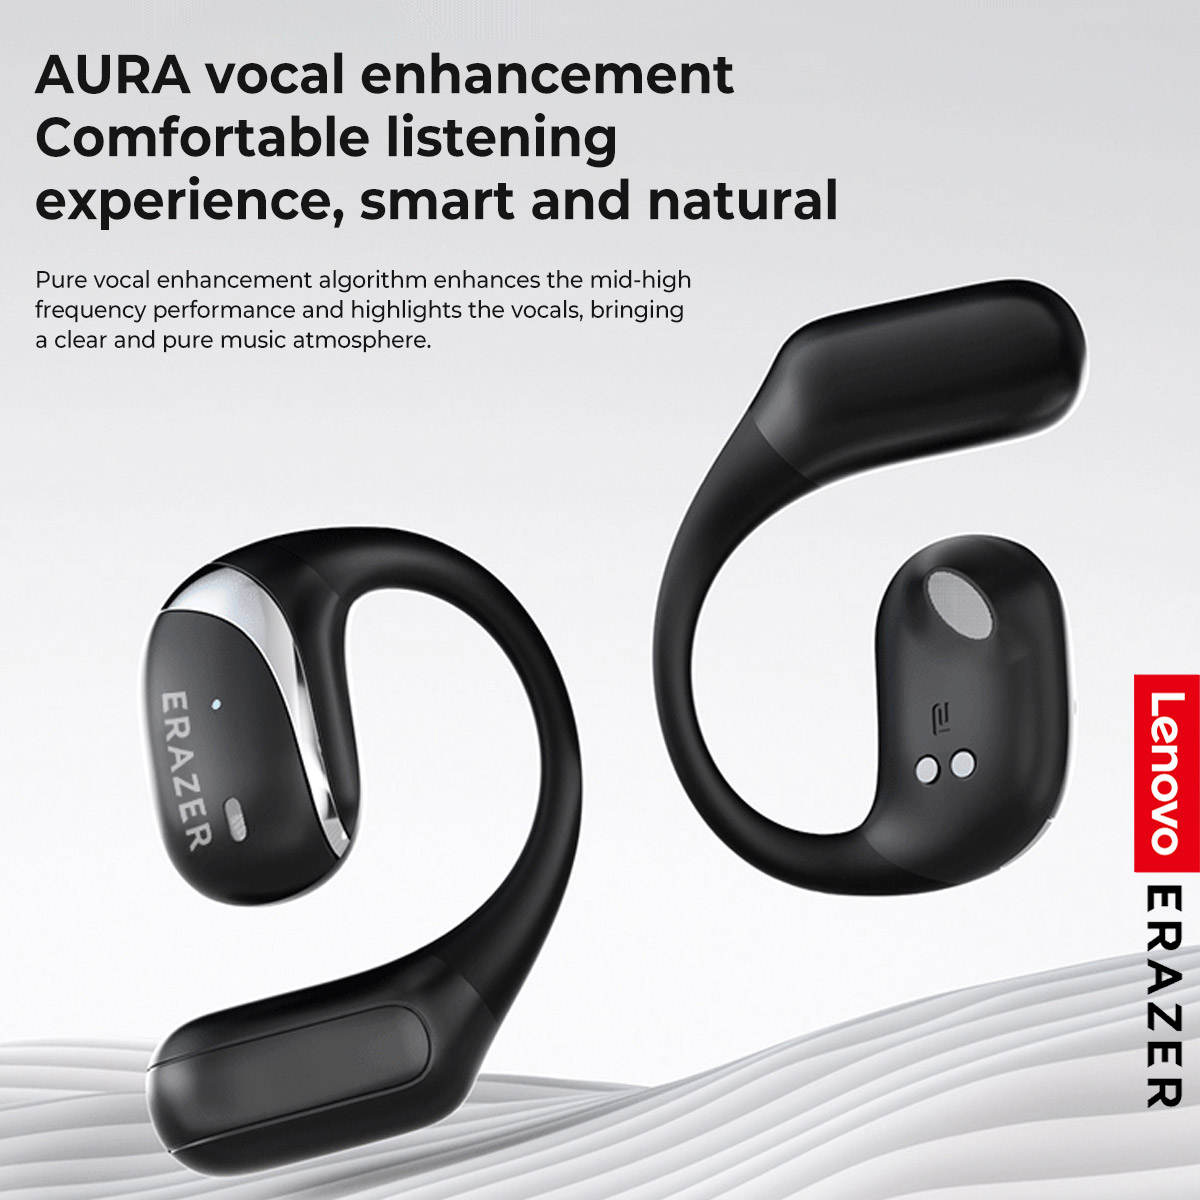 AURA vocal enhancement
Comfortable listening
experience, smart and natural
Pure vocal enhancement algorithm enhances the mid-high
frequency performance and highlights the vocals, bringing
a clear and pure music atmosphere.
ERAZER
Lenovo
ERAZER